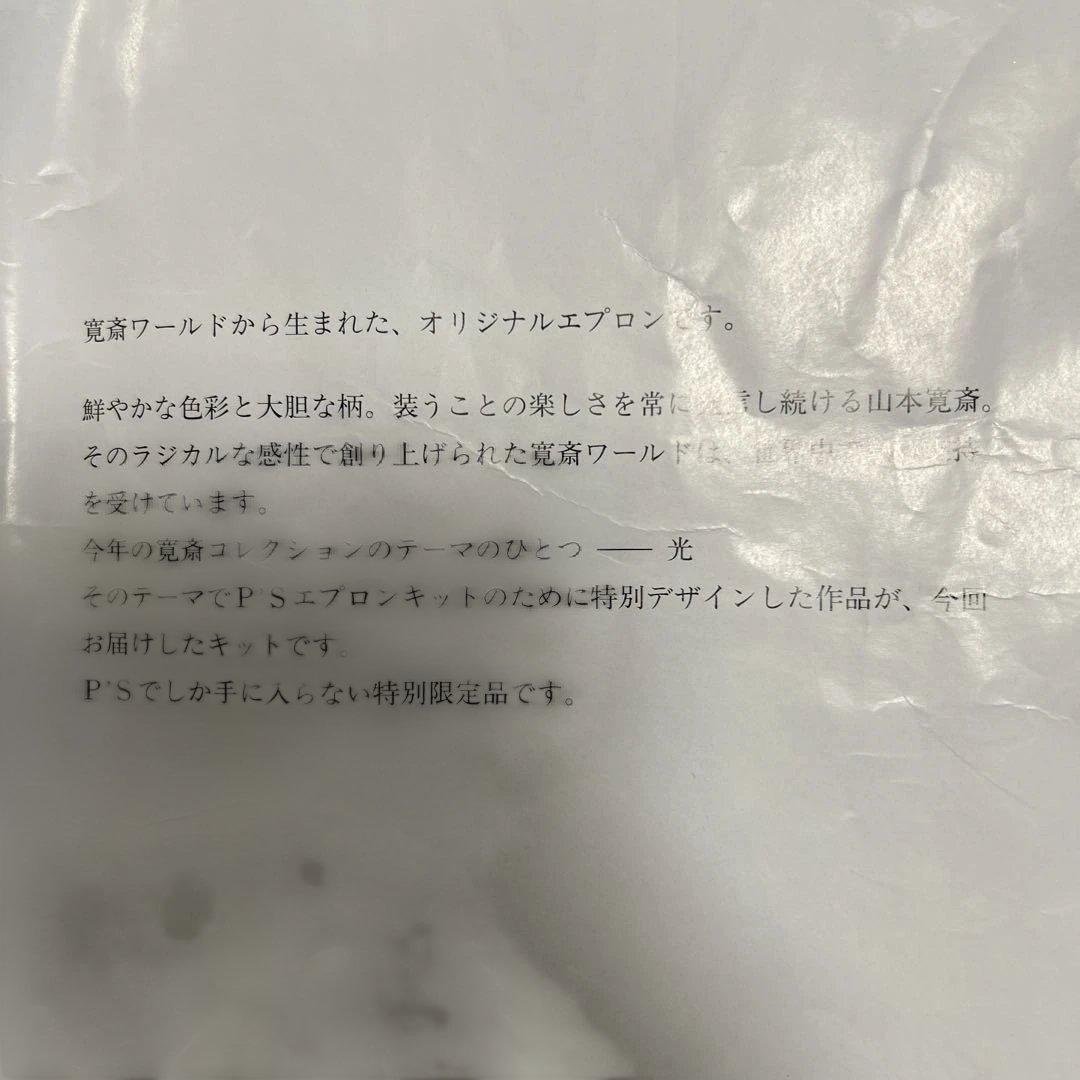 寛斎ワールドから生まれた、オリジナルエプロンです。
鮮やかな色彩と大胆な柄。装うことの楽しさを常に 信し続ける山本寛斎。
そのラジカルな感性で創り上げられた寛斎ワールドは、世界中 持
を受けています。
今年の寛斎コレクションのテーマのひとつ ―― 光
そのテーマでP'Sエプロンキットのために特別デザインした作品が、今回
お届けしたキットです。
P'Sでしか手に入らない特別限定品です。